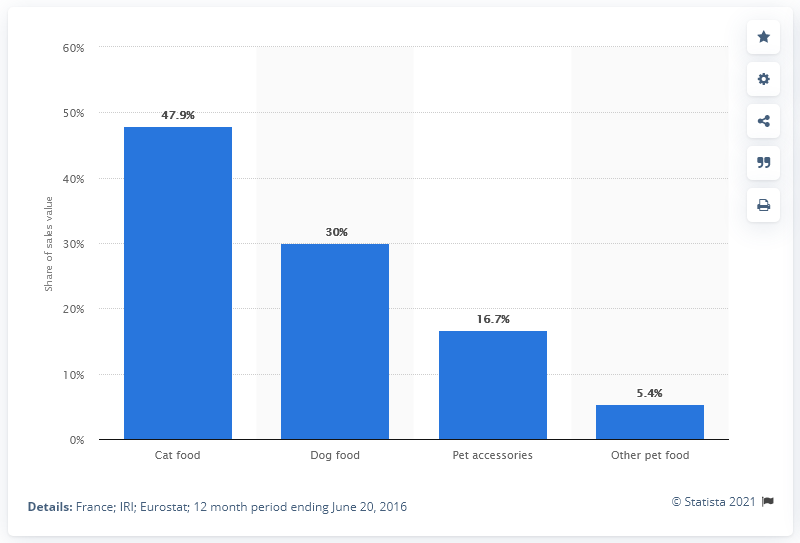 60%
50%
40%
30%
20%
10%
0%
Share of sales value
47.9%
30%
16.7%
5.4%
Cat food
Dog food
Pet accessories
Other pet food
Details: France; IRI; Eurostat; 12 month period ending June 20, 2016
© Statista 2021